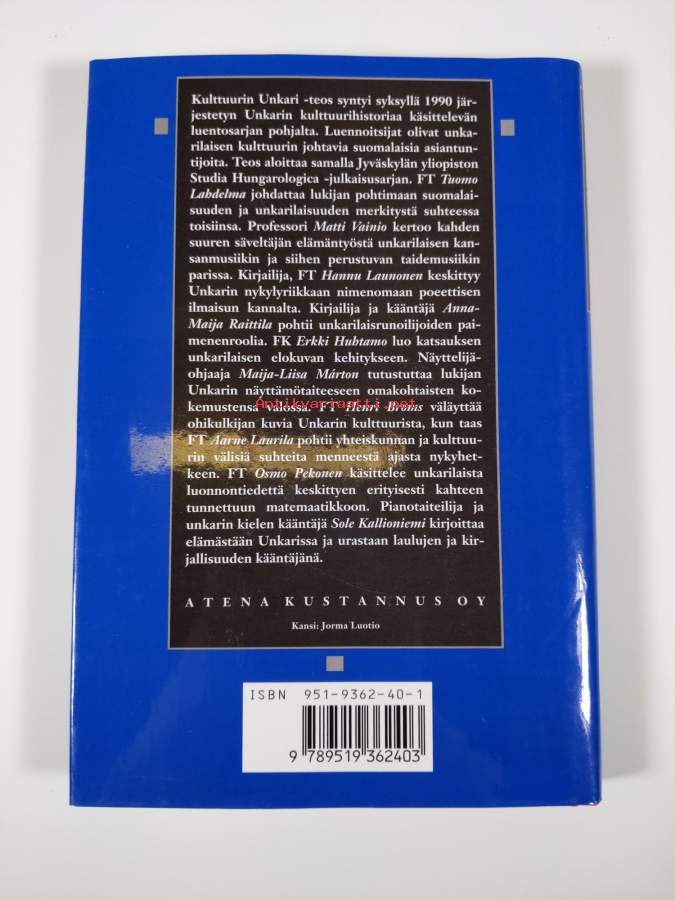 Kulttuurin Unkari -teos syntyi syksyllä 1990 jär-
jestetyn Unkarin kulttuurihistoriaa käsittelevän
luentosarjan pohjalta. Luennoitsijat olivat unka-
rilaisen kulttuurin johtavia suomalaisia asiantun-
tijoita. Teos aloittaa samalla Jyväskylän yliopiston
Studia Hungarologica -julkaisusarjan. FT Tuomo
Lahdelma johdattaa lukijan pohtimaan suomalai-
suuden ja unkarilaisuuden merkitystä suhteessa
toisiinsa. Professori Matti Vainio kertoo kahden
suuren säveltäjän elämäntyöstä unkarilaisen kan-
sanmusiikin ja siihen perustuvan taidemusiikin
parissa. Kirjailija, FT Hannu Launonen keskittyy
Unkarin nykylyriikkaan nimenomaan poeettisen
ilmaisun kannalta. Kirjailija ja kääntäjä Anna-
Maija Raittila pohtii unkarilaisrunoilijoiden pai-
menenroolia. FK Erkki Huhtamo luo katsauksen
unkarilaisen elokuvan kehitykseen. Näyttelijä-
ohjaaja Maija-Liisa Márton tutustuttaa lukijan
Unkarin näyttämötaiteeseen omakohtaisten ko-
kemustensa valossa. FT Henri Broms väläyttää
Antikvariaatti.net
ohikulkijan kuvia Unkarin kulttuurista, kun taas
FT Aarne Laurila pohtii yhteiskunnan ja kulttuu-
rin välisiä suhteita menneestä ajasta nykyhet-
keen. FT Osmo Pekonen käsittelee unkarilaista
luonnontiedettä keskittyen erityisesti kahteen
tunnettuun matemaatikkoon. Pianotaiteilija ja
unkarin kielen kääntäjä Sole Kallioniemi kirjoittaa
elämästään Unkarissa ja urastaan laulujen ja kir-
jallisuuden kääntäjänä.
ATENA KUSTANNUS OY
Kansi: Jorma Luotio
ISBN 951-9362-40-1
9 789519 362403